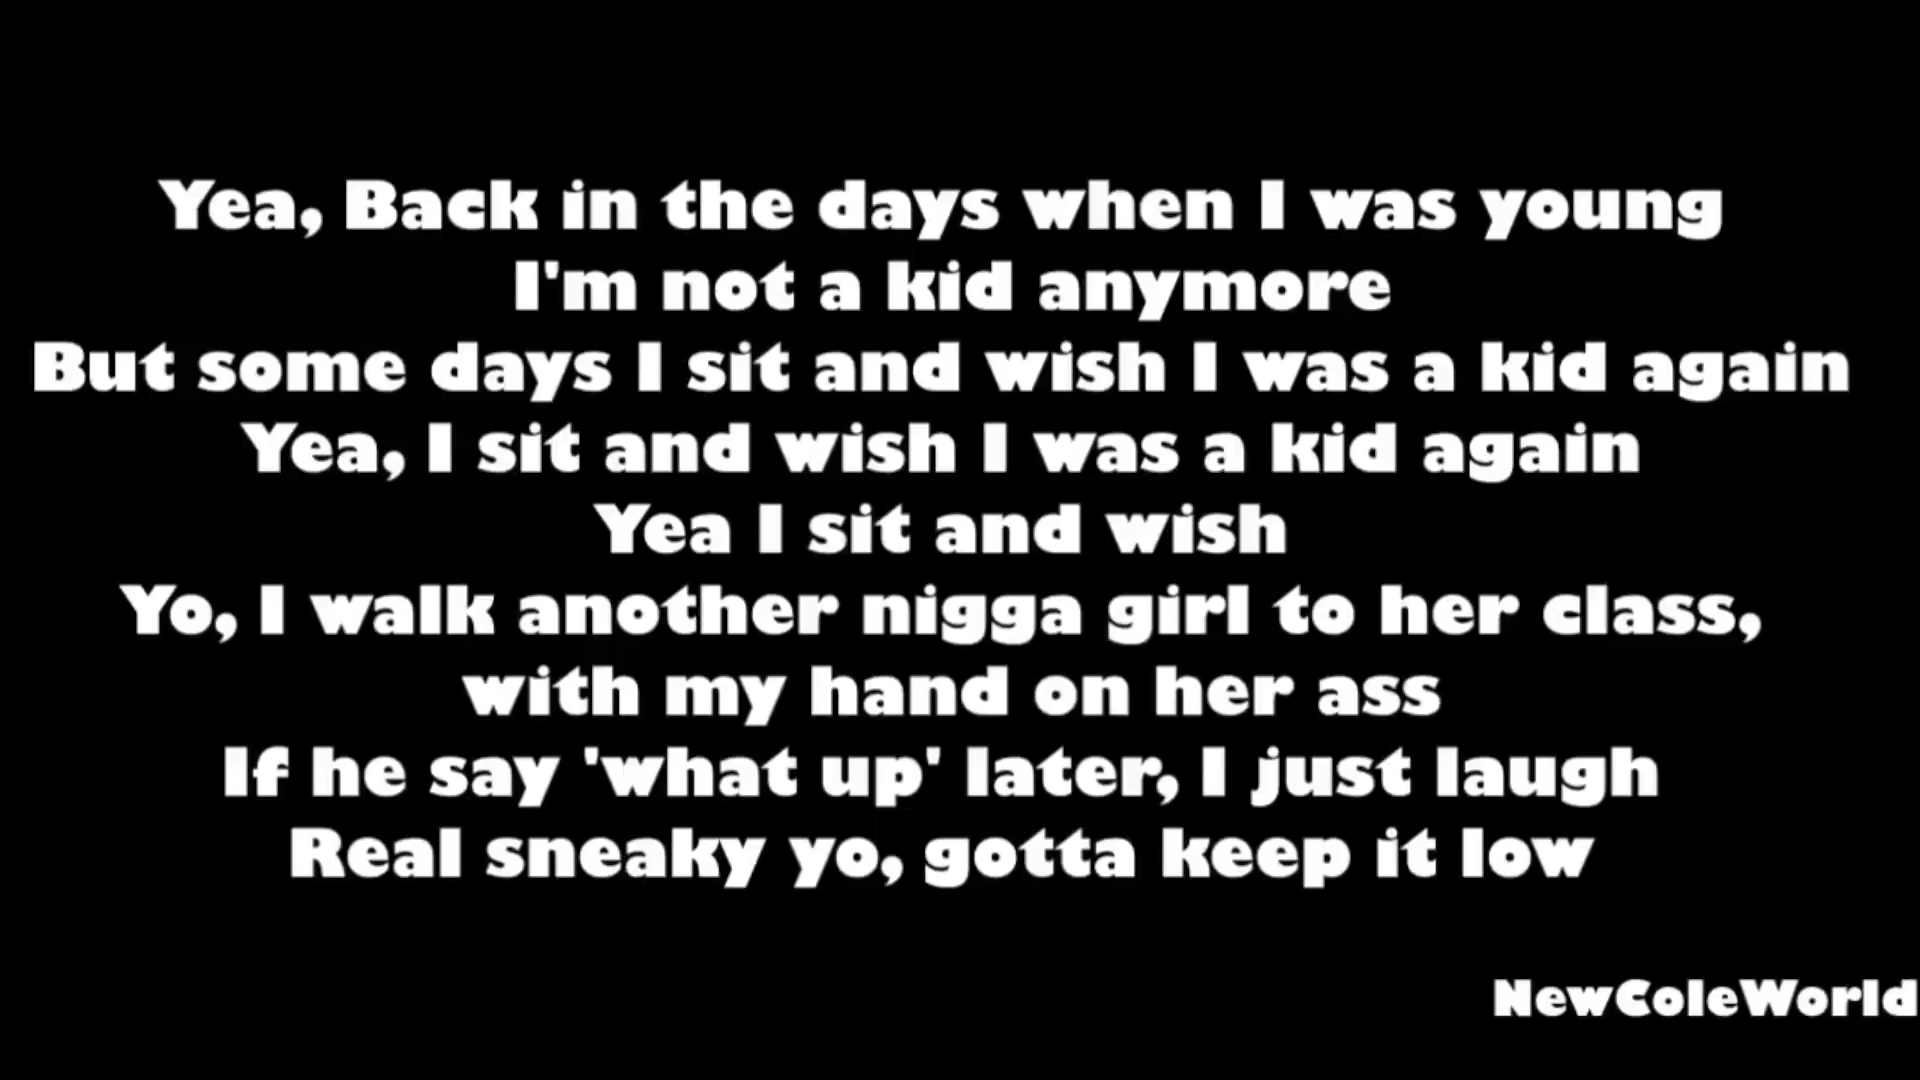 Yea, Back in the days when I was young
I'm not a kid anymore
But some days I sit and wish I was a kid again
Yea, I sit and wish I was a kid again
Yea I sit and wish
Yo, I walk another nigga girl to her class,
with my hand on her ass
If he say 'what up' later, I just laugh
Real sneaky yo, gotta keep it low
NewColeWorld